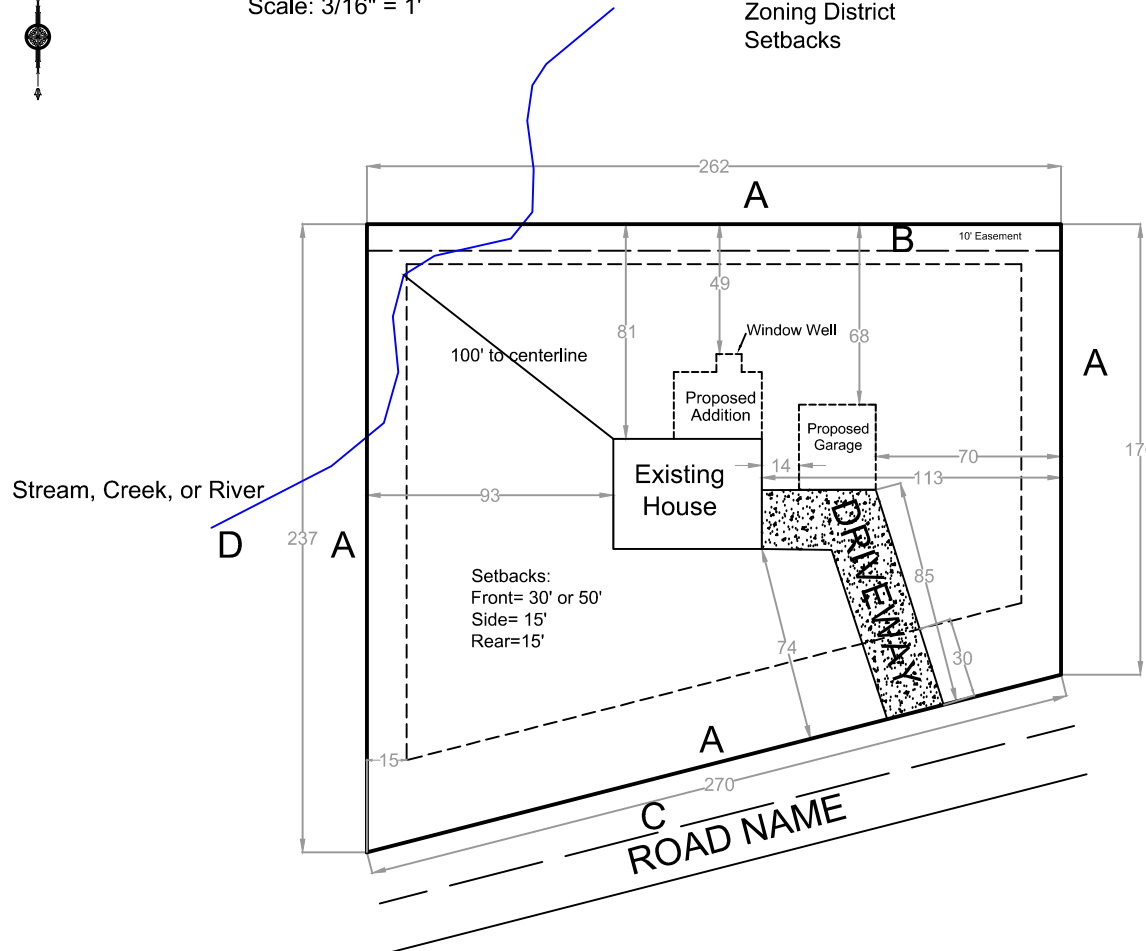 Scale: 3/16" = 1'
Zoning District
Setbacks
262
A
B
10' Easement
49
81
Window Well
68
100' to centerline
A
Proposed
Addition
Proposed
Garage
70
14
113
Existing
House
93
Stream, Creek, or River
D
237
A
DRIVEWAY
Setbacks:
Front= 30' or 50'
Side= 15'
Rear=15'
85
74
30
A
15
270
C
ROAD NAME